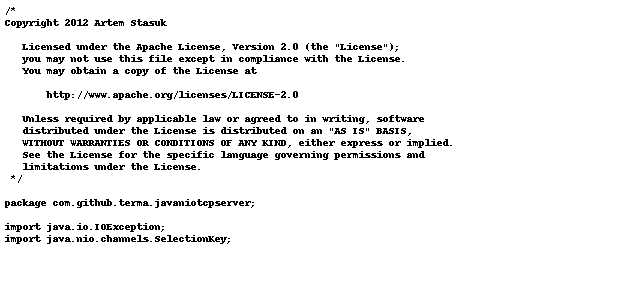 /*
Copyright 2012 Artem Stasuk
Licensed under the Apache License, Version 2.0 (the "License");
you may not use this file except in compliance with the License.
You may obtain a copy of the License at
http://www.apache.org/licenses/LICENSE-2.0
Unless required by applicable law or agreed to in writing, software
distributed under the License is distributed on an "AS IS" BASIS,
WITHOUT WARRANTIES OR CONDITIONS OF ANY KIND, either express or implied.
See the License for the specific language governing permissions and
limitations under the License.
*/
package com.github.terma.javaniotcpserver;
import java.io.IOException;
import java.nio.channels.SelectionKey;